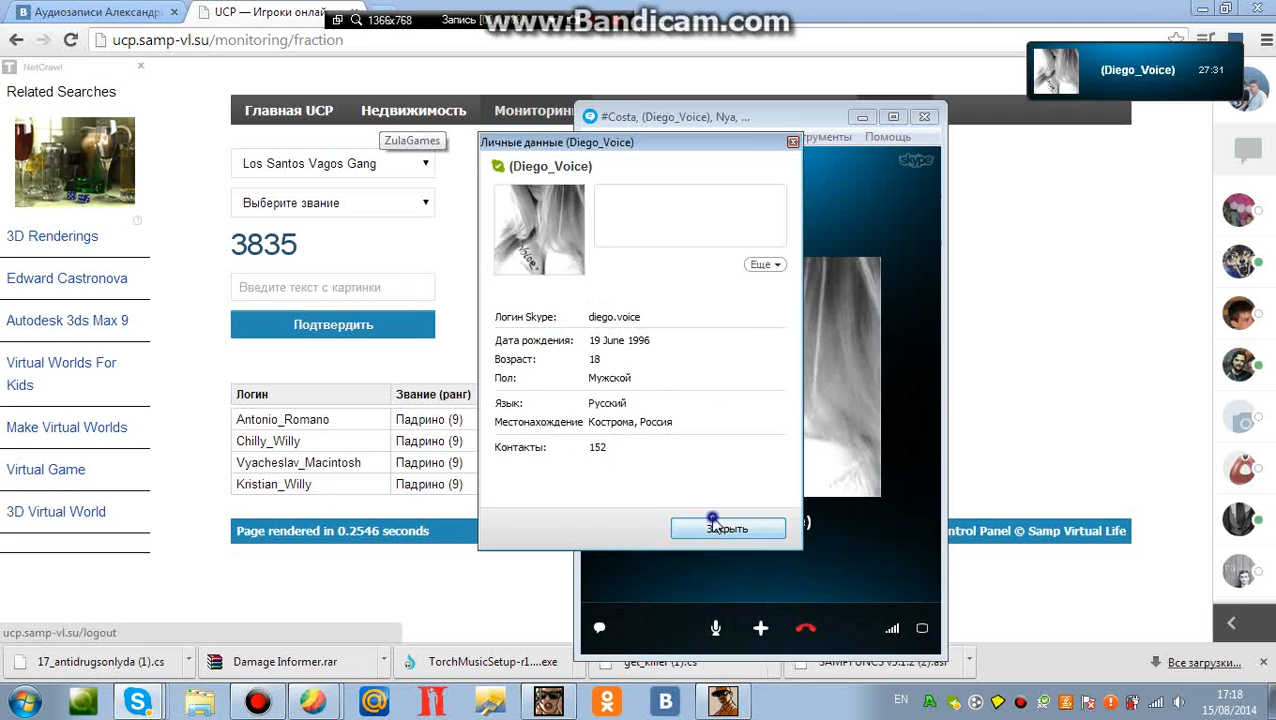 Аудиозаписи Александр
UCP — Игроки онлай
1366x768
Запись
www.Bandicam.com
ucp.samp-vl.su/monitoring/fraction
NetCrawl
Related Searches
3D Renderings
Edward Castronova
Autodesk 3ds Max 9
Virtual Worlds For
Kids
Make Virtual Worlds
Virtual Game
3D Virtual World
Главная UCP
Недвижимость
Мониторин
ZulaGames
Los Santos Vagos Gang
Выберите звание
3835
Введите текст с картинки
Подтвердить
Логин
Звание (ранг)
Antonio_Romano
Падрино (9)
Chilly_Willy
Падрино (9)
Vyacheslav_Macintosh
Падрино (9)
Kristian_Willy
Падрино (9)
Page rendered in 0.2546 seconds
ontrol Panel © Samp Virtual Life
#Costa, (Diego_Voice), Nya, ...
трументы
Помощь
skype
Личные данные (Diego_Voice)
(Diego_Voice)
Voice.
Еще
Логин Skype: diego.voice
Дата рождения: 19 June 1996
Возраст: 18
Пол: Мужской
Язык: Русский
Местонахождение Кострома, Россия
Контакты: 152
Закрыть
(Diego_Voice)
27:31
ucp.samp-vl.su/logout
17_antidrugsonlyda (1).cs
Damage Informer.rar
TorchMusicSetup-r1....exe
get_killer (1).cs
SAMPFUNCS v5.1.2 (2).asi
Все загрузки...
EN
17:18
15/08/2014